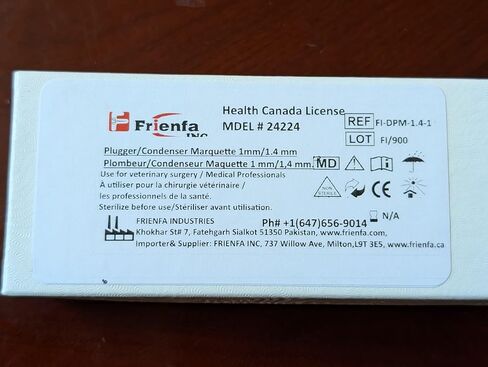 Frienfa
INC
Health Canada License
MDEL # 24224
REF FI-DPM-1.4-1
LOT FI/900
Plugger/Condenser Marquette 1mm/1.4 mm
Plombeur/Condenseur Maquette 1 mm/1,4 mm.
MD
Use for veterinary surgery / Medical Professionals
À utiliser pour la chirurgie vétérinaire /
les professionnels de la santé.
Sterilize before use/Stériliser avant utilisation.
NON
STERILE
CE
FRIENFA INDUSTRIES
Ph# +1(647)656-9014
N/A
Khokhar St# 7, Fatehgarh Sialkot 51350 Pakistan, www.frienfa.com,
Importer& Supplier: FRIENFA INC, 737 Willow Ave, Milton,L9T 3E5, www.frienfa.ca